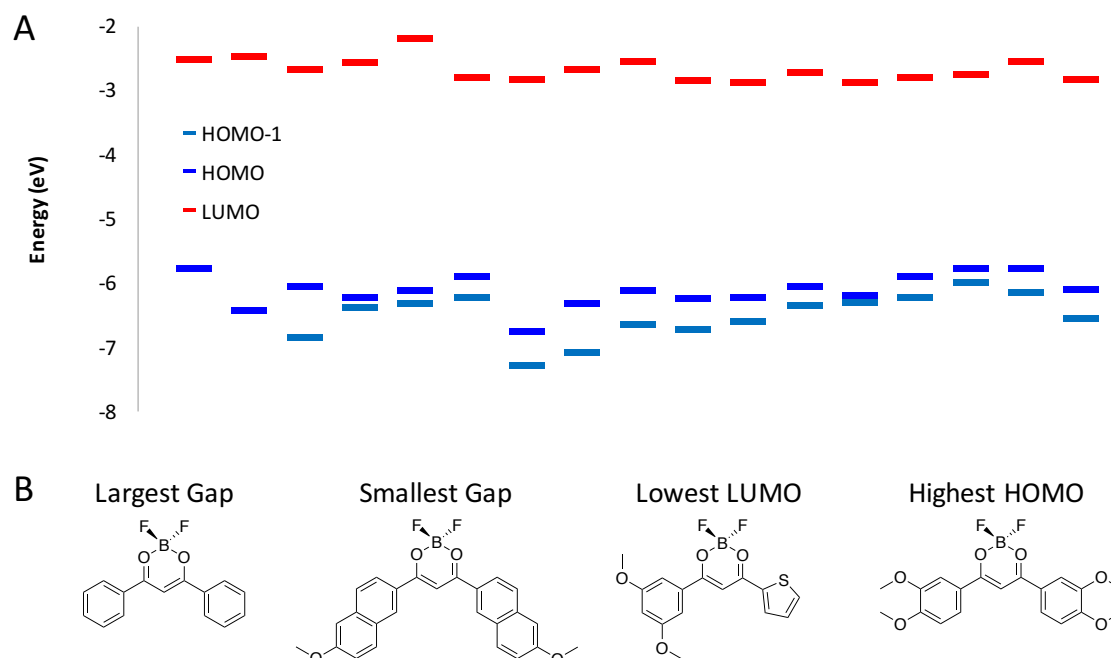 A
-2
-3
-4
-5
-6
-7
-8
Energy (eV)
HOMO-1
HOMO
LUMO
B
Largest Gap Smallest Gap Lowest LUMO Highest HOMO
F F F F F F F F
B B B B
O O O O O O O O
O S O O
O O O O O